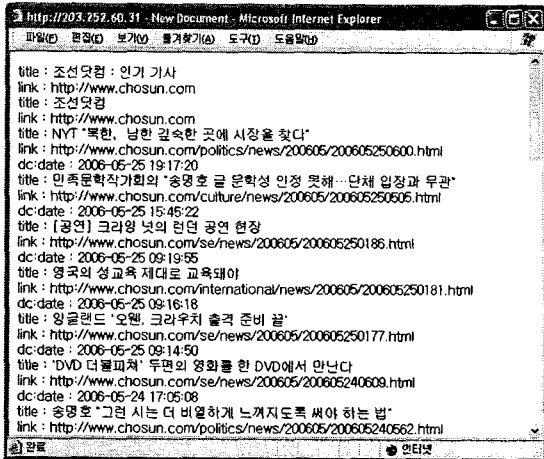 http://203.252.60.31 - New Document - Microsoft Internet Explorer
파일(F) 편집(E) 보기(V) 즐겨찾기(A) 도구(T) 도움말(H)
title : 조선닷컴 : 인기 기사
link : http://www.chosun.com
title : 조선닷컴
link : http://www.chosun.com
title : NYT "북한, 남한 깊숙한 곳에 시장을 찾다"
link : http://www.chosun.com/politics/news/200605/200605250600.html
dc:date : 2006-05-25 19:17:20
title : 민족문학작가회의 "송명호 글 문학성 인정 못해…단체 입장과 무관"
link : http://www.chosun.com/culture/news/200605/200605250505.html
dc:date : 2006-05-25 15:45:22
title : [공연] 크라잉 넛의 런던 공연 현장
link : http://www.chosun.com/se/news/200605/200605250186.html
dc:date : 2006-05-25 09:19:55
title : 영국의 성교육 제대로 교육돼야
link : http://www.chosun.com/international/news/200605/200605250181.html
dc:date : 2006-05-25 09:16:18
title : 잉글랜드 '오웬, 크라우치 출격 준비 끝'
link : http://www.chosun.com/se/news/200605/200605250177.html
dc:date : 2006-05-25 09:14:50
title : 'DVD 더블피쳐' 두편의 영화를 한 DVD에서 만난다
link : http://www.chosun.com/se/news/200605/200605240609.html
dc:date : 2006-05-24 17:05:08
title : 송명호 "그런 시는 더 비열하게 느껴지도록 써야 하는 법"
link : http://www.chosun.com/politics/news/200605/200605240562.html
완료 인터넷